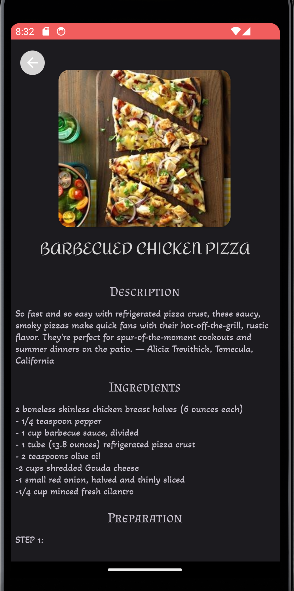 8:32
BARBECUED CHICKEN PIZZA
Description
So fast and so easy with refrigerated pizza crust, these saucy,
smoky pizzas make quick fans with their hot-off-the-grill, rustic
flavor. They're perfect for spur-of-the-moment cookouts and
summer dinners on the patio. — Alicia Trevithick, Temecula,
California
Ingredients
2 boneless skinless chicken breast halves (6 ounces each)
- 1/4 teaspoon pepper
- 1 cup barbecue sauce, divided
- 1 tube (13.8 ounces) refrigerated pizza crust
- 2 teaspoons olive oil
-2 cups shredded Gouda cheese
-1 small red onion, halved and thinly sliced
-1/4 cup minced fresh cilantro
Preparation
STEP 1: